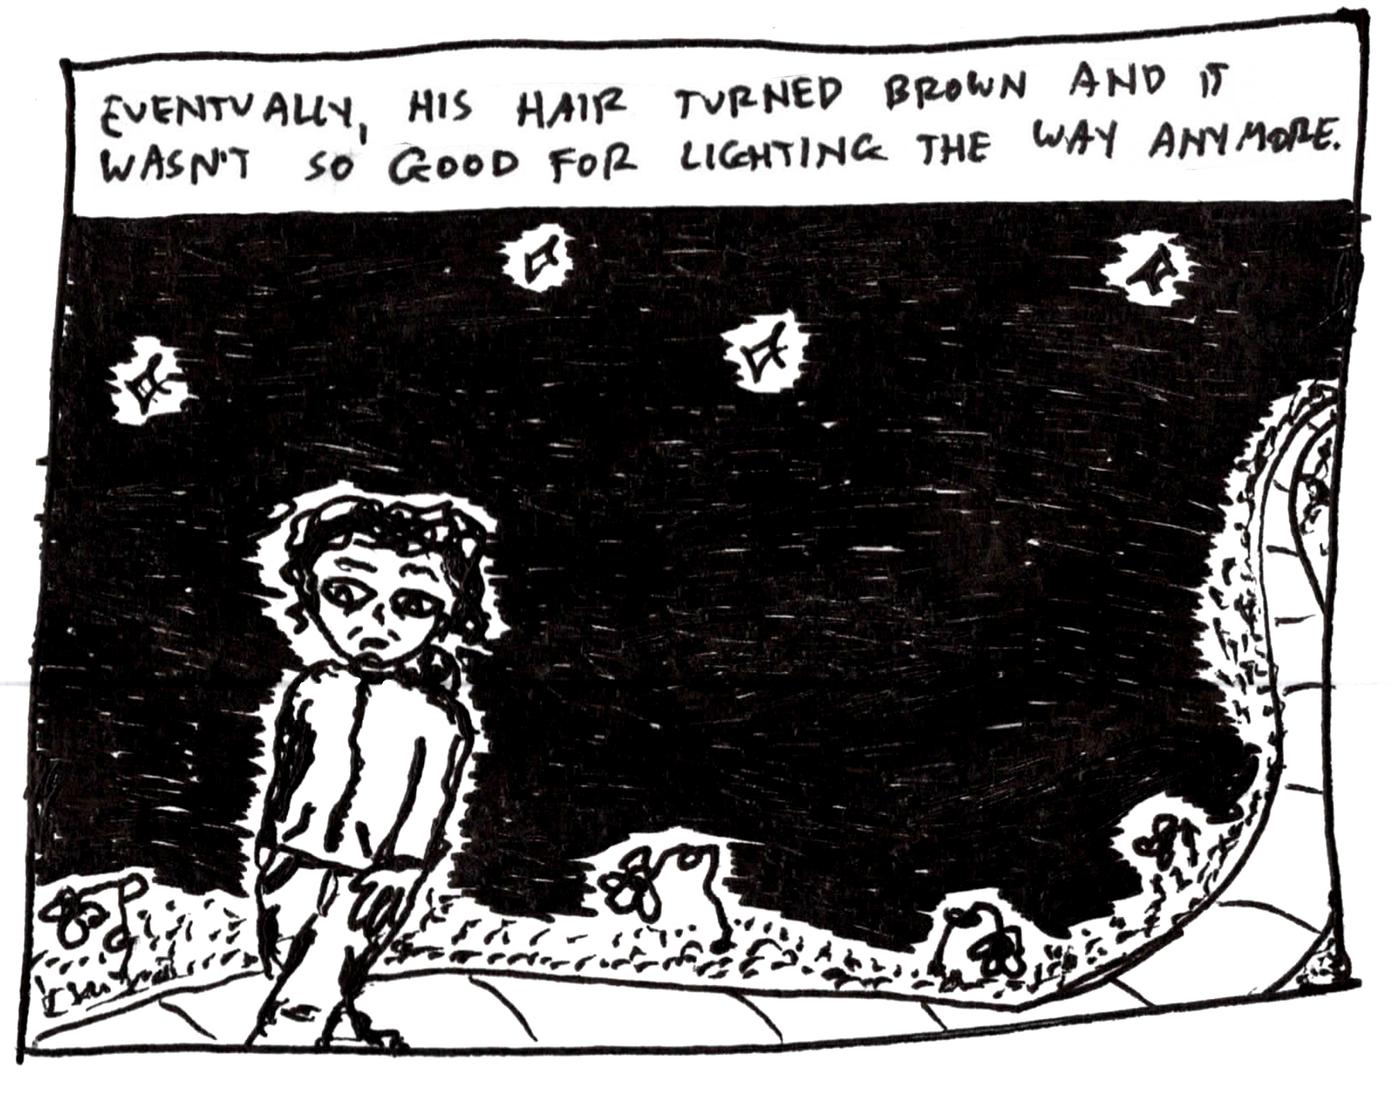 EVENTUALLY, HIS HAIR TURNED BROWN AND IT
WASN'T SO GOOD FOR LIGHTING THE WAY ANYMORE.